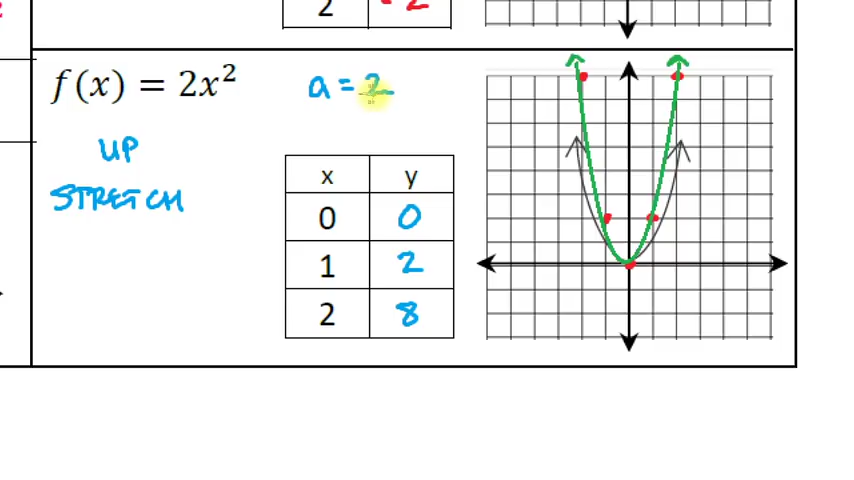 2
-2
f(x) = 2x²
a = 2
UP
STRETCH
x y
0 0
1 2
2 8